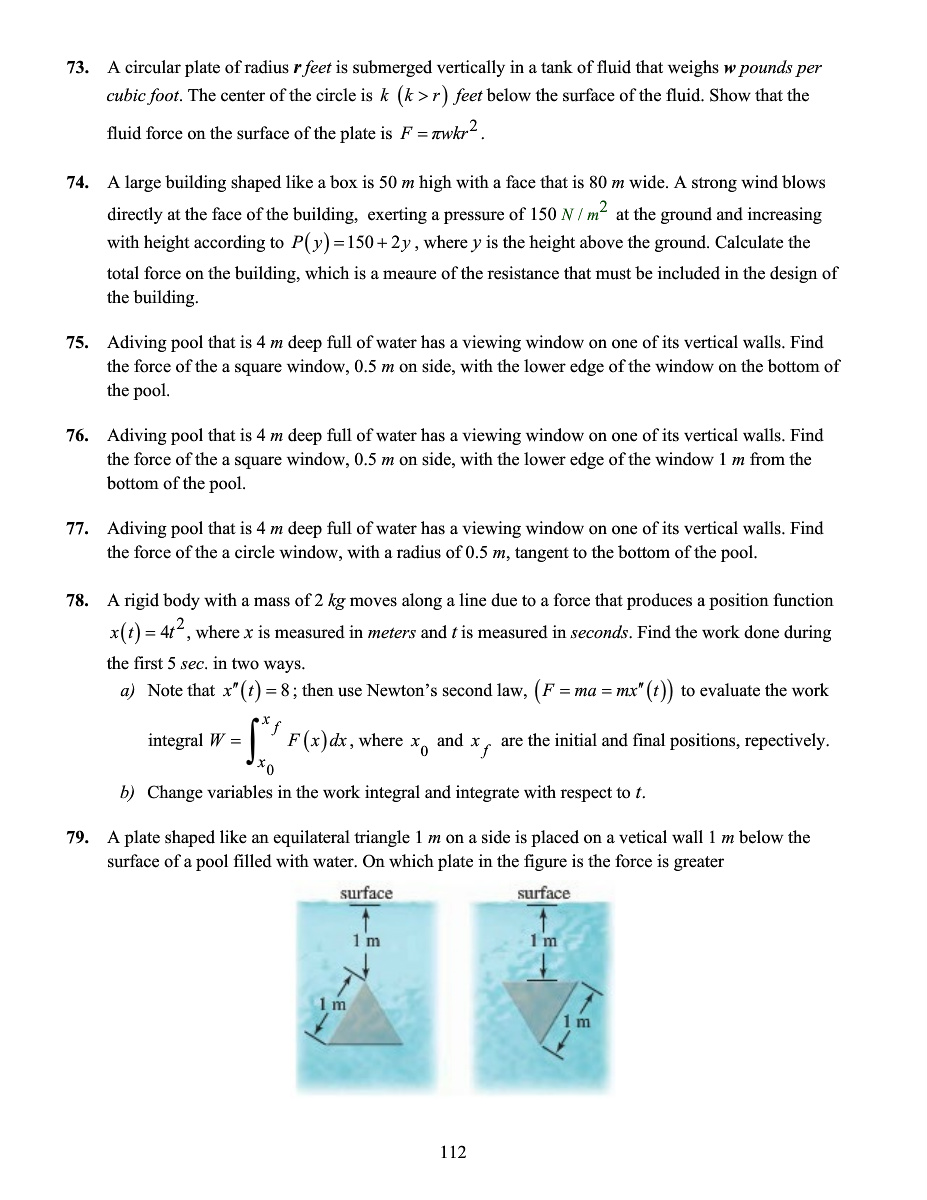 73. A circular plate of radius r feet is submerged vertically in a tank of fluid that weighs w pounds per
cubic foot. The center of the circle is k (k > r) feet below the surface of the fluid. Show that the
fluid force on the surface of the plate is F = πwkr².
74. A large building shaped like a box is 50 m high with a face that is 80 m wide. A strong wind blows
directly at the face of the building, exerting a pressure of 150 N / m² at the ground and increasing
with height according to P(y) = 150 + 2y, where y is the height above the ground. Calculate the
total force on the building, which is a meaure of the resistance that must be included in the design of
the building.
75. Adiving pool that is 4 m deep full of water has a viewing window on one of its vertical walls. Find
the force of the a square window, 0.5 m on side, with the lower edge of the window on the bottom of
the pool.
76. Adiving pool that is 4 m deep full of water has a viewing window on one of its vertical walls. Find
the force of the a square window, 0.5 m on side, with the lower edge of the window 1 m from the
bottom of the pool.
77. Adiving pool that is 4 m deep full of water has a viewing window on one of its vertical walls. Find
the force of the a circle window, with a radius of 0.5 m, tangent to the bottom of the pool.
78. A rigid body with a mass of 2 kg moves along a line due to a force that produces a position function
x(t) = 4t², where x is measured in meters and t is measured in seconds. Find the work done during
the first 5 sec. in two ways.
a) Note that x″(t) = 8; then use Newton's second law, (F = ma = mx″(t)) to evaluate the work
integral W = ∫_{x_0}^{x_f} F(x)dx, where x_0 and x_f are the initial and final positions, repectively.
b) Change variables in the work integral and integrate with respect to t.
79. A plate shaped like an equilateral triangle 1 m on a side is placed on a vetical wall 1 m below the
surface of a pool filled with water. On which plate in the figure is the force is greater
surface
1 m
1 m
surface
1 m
1 m
112